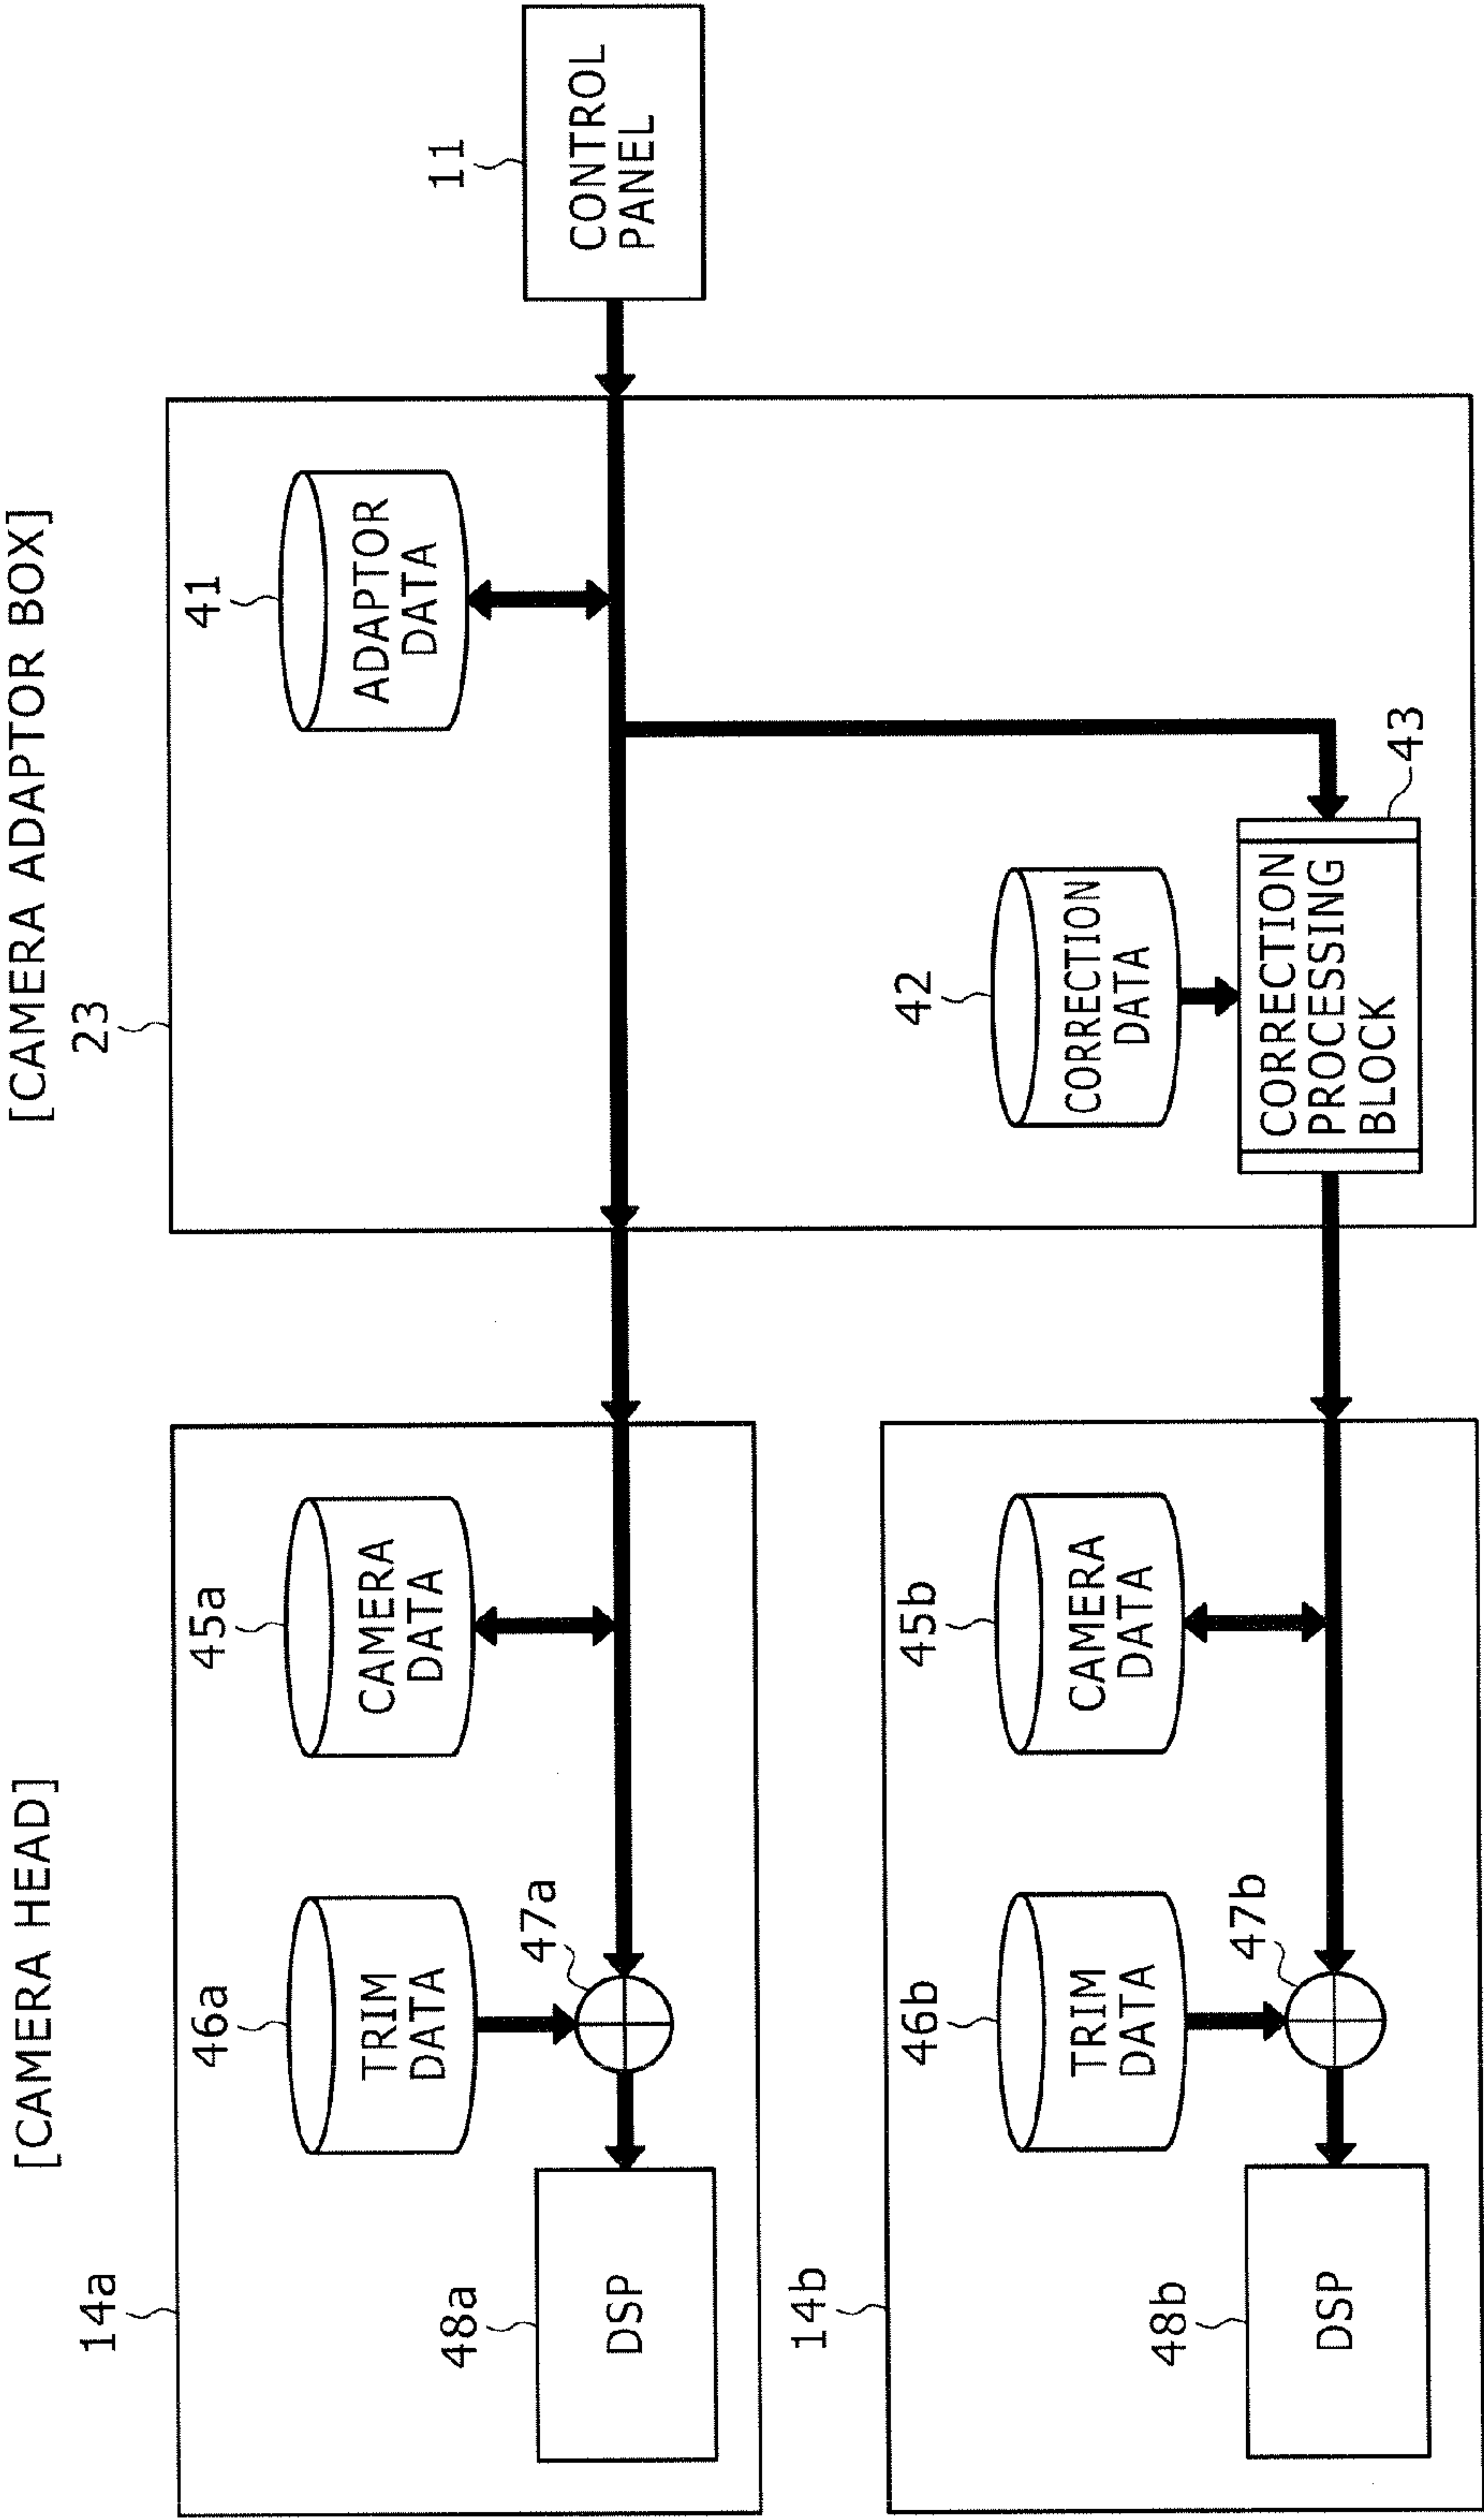 [CAMERA HEAD]
[CAMERA ADAPTOR BOX]
14a
23
46a
45a
41
TRIM
DATA
CAMERA
DATA
ADAPTOR
DATA
48a
47a
11
DSP
CONTROL
PANEL
14b
46b
45b
42
TRIM
DATA
CAMERA
DATA
CORRECTION
DATA
48b
47b
43
DSP
CORRECTION
PROCESSING
BLOCK